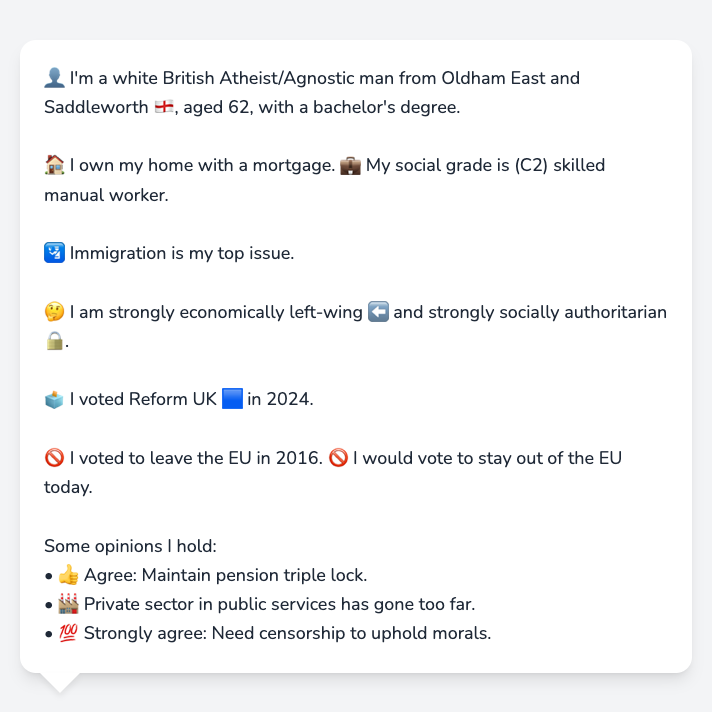 👤 I'm a white British Atheist/Agnostic man from Oldham East and
Saddleworth 🏴󠁧󠁢󠁥󠁮󠁧󠁿, aged 62, with a bachelor's degree.
🏠 I own my home with a mortgage. 💼 My social grade is (C2) skilled
manual worker.
🛂 Immigration is my top issue.
🤔 I am strongly economically left-wing ⬅️ and strongly socially authoritarian
🔒.
🗳️ I voted Reform UK 🟦 in 2024.
🚫 I voted to leave the EU in 2016. 🚫 I would vote to stay out of the EU
today.
Some opinions I hold:
• 👍 Agree: Maintain pension triple lock.
• 🏭 Private sector in public services has gone too far.
• 💯 Strongly agree: Need censorship to uphold morals.